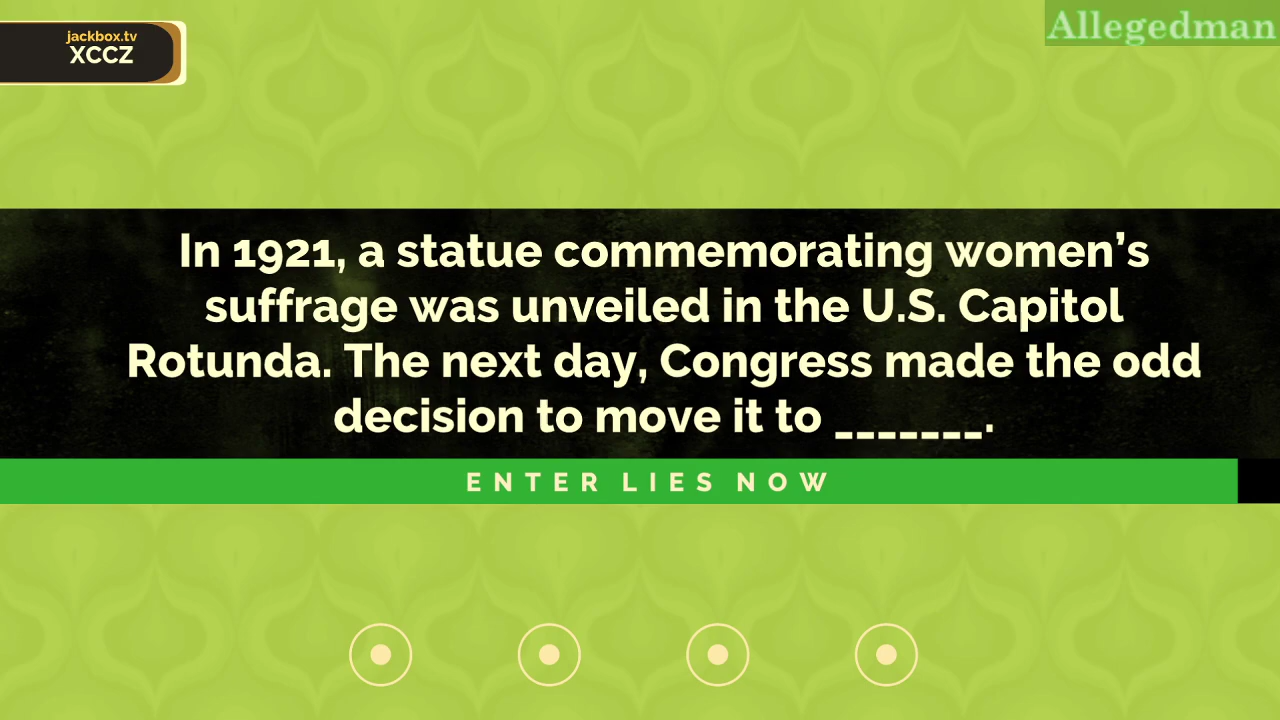 jackbox.tv
XCCZ
Allegedman
In 1921, a statue commemorating women's
suffrage was unveiled in the U.S. Capitol
Rotunda. The next day, Congress made the odd
decision to move it to _______.
ENTER LIES NOW